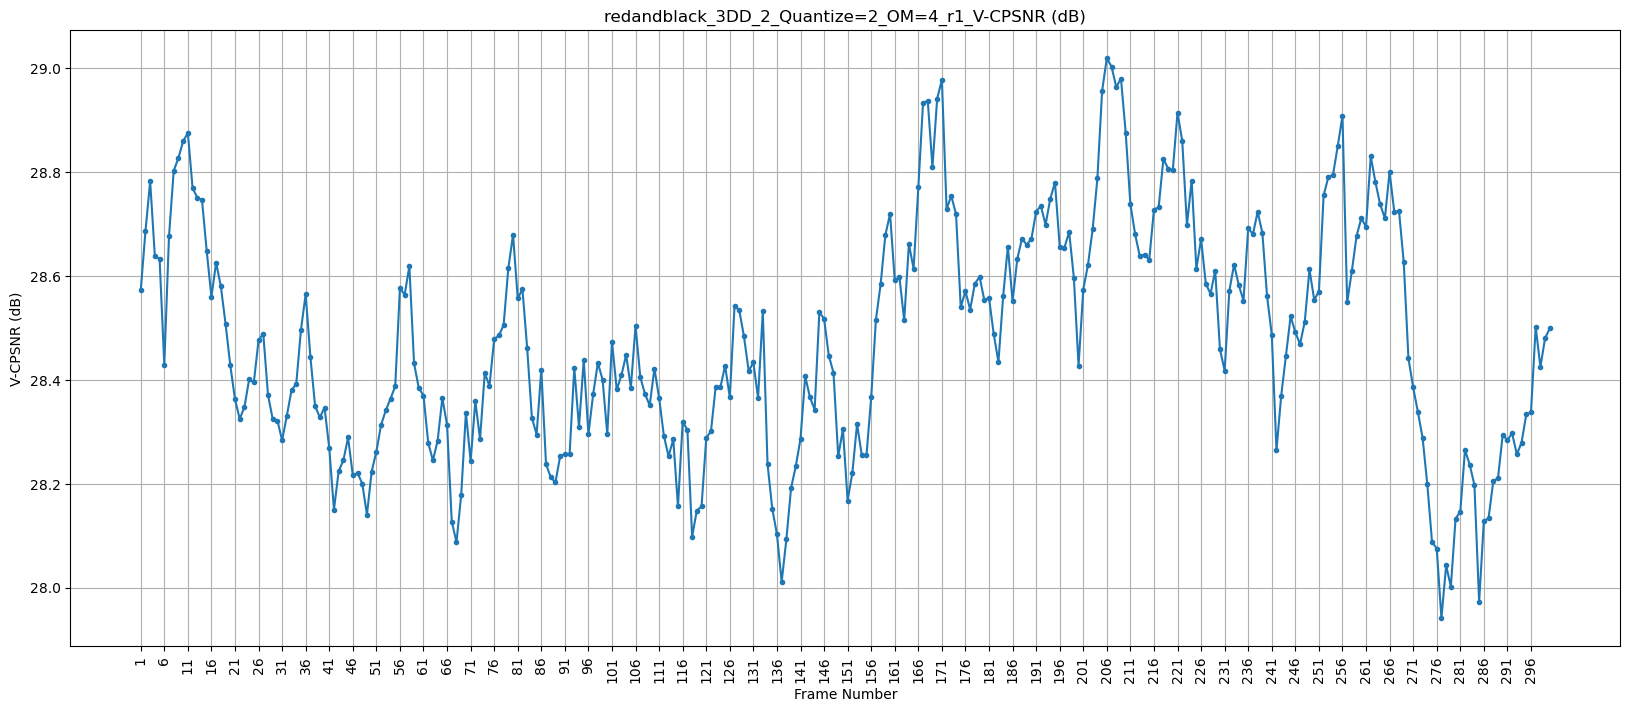 redandblack_3DD_2_Quantize=2_OM=4_r1_V-CPSNR (dB)
29.0
28.8
28.6
28.4
28.2
28.0
V-CPSNR (dB)
1 6 11 16 21 26 31 36 41 46 51 56 61 66 71 76 81 86 91 96 101 106 111 116 121 126 131 136 141 146 151 156 161 166 171 176 181 186 191 196 201 206 211 216 221 226 231 236 241 246 251 256 261 266 271 276 281 286 291 296
Frame Number